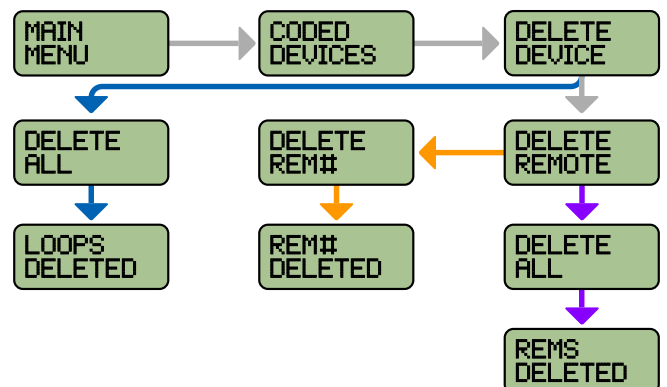 MAIN
MENU
CODED
DEVICES
DELETE
DEVICE
DELETE
ALL
DELETE
REM#
DELETE
REMOTE
LOOPS
DELETED
REM#
DELETED
DELETE
ALL
REMS
DELETED